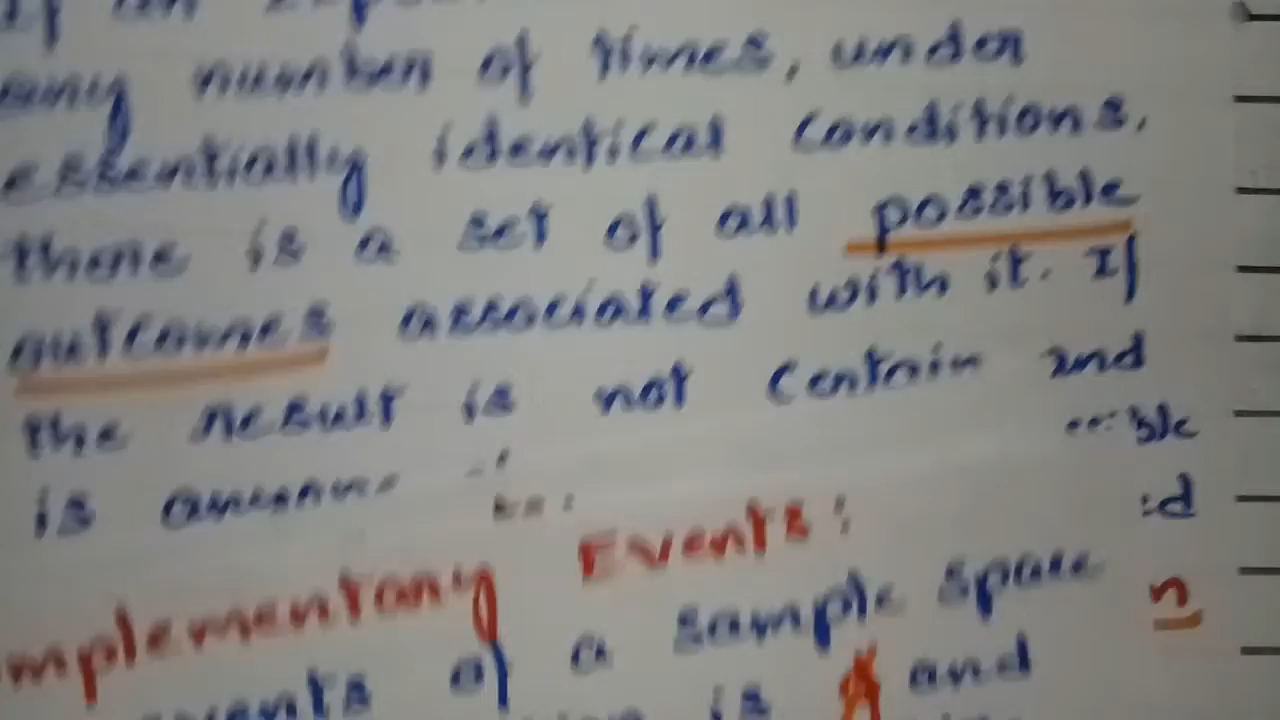 any number of times, under
essentially identical conditions,
there is a set of all possible
outcomes associated with it. If
the result is not certain and
is
Events:
of a sample space
is and